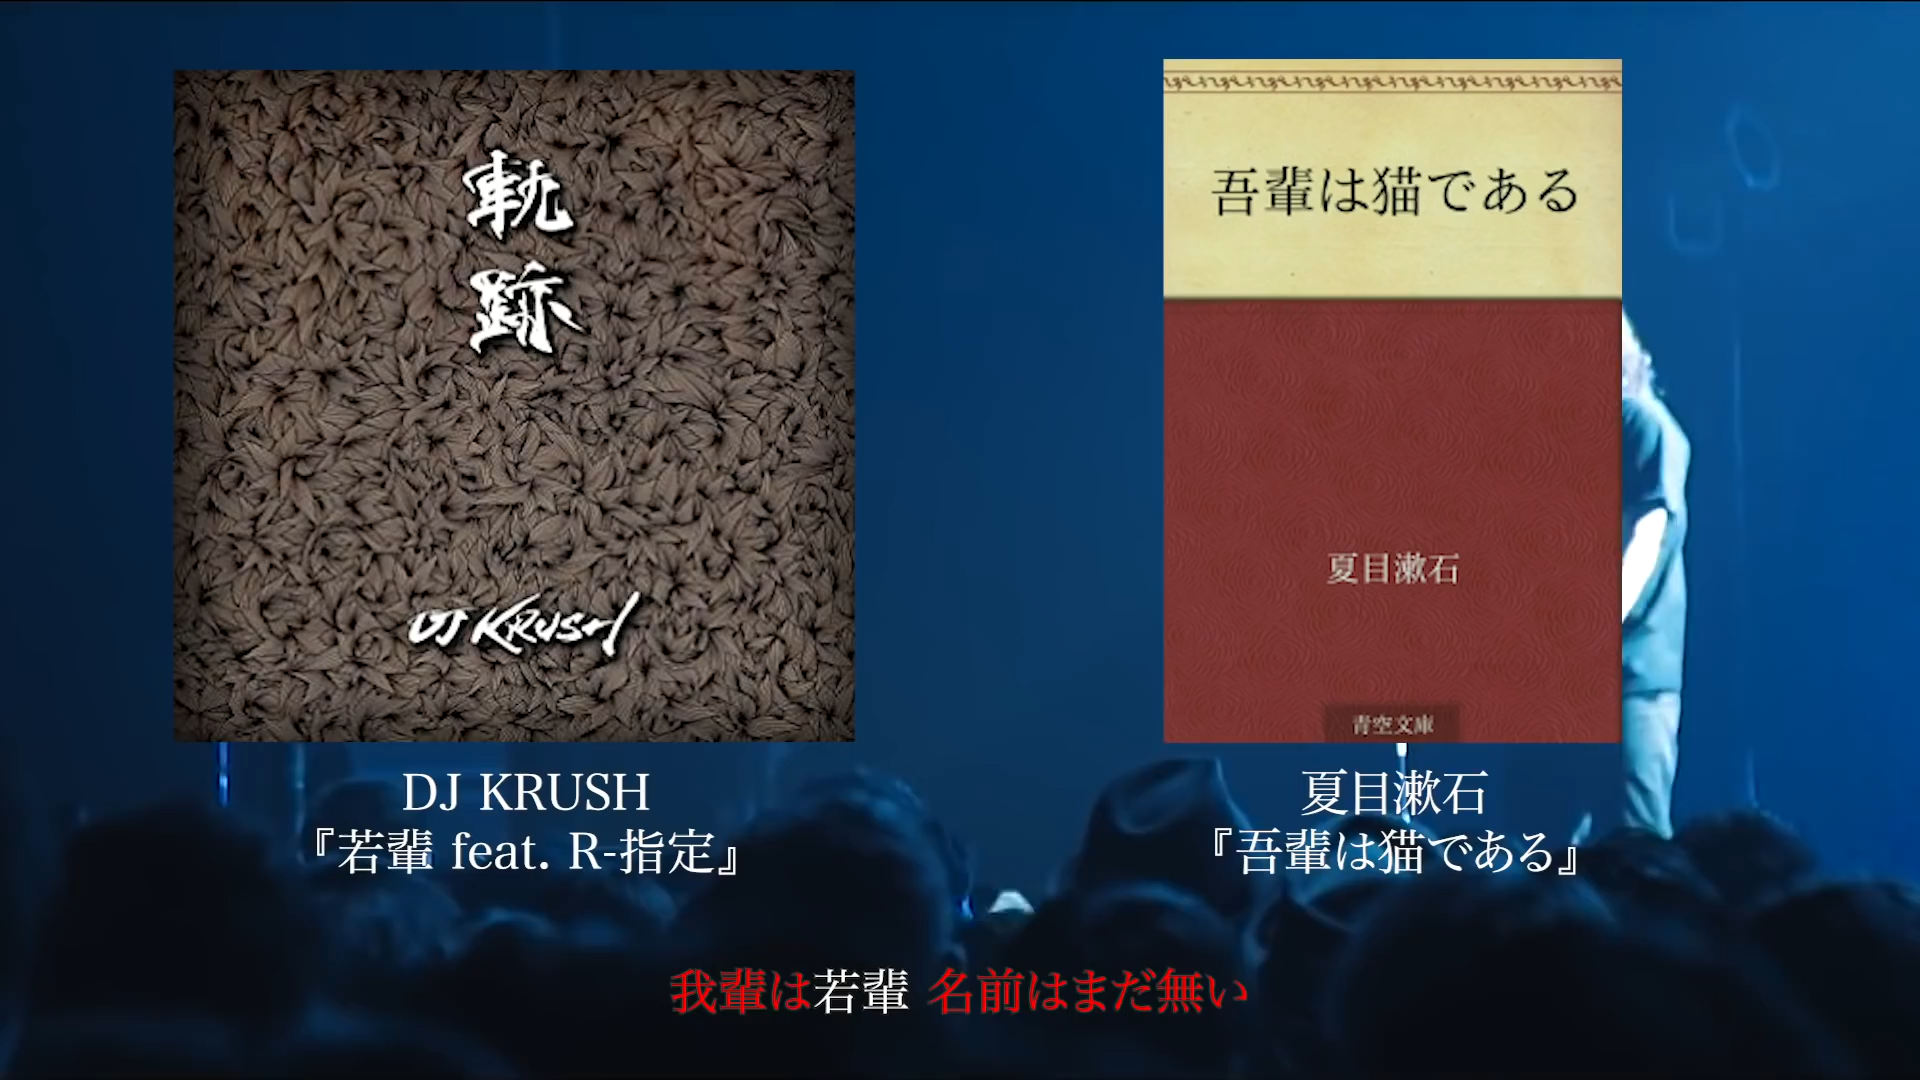 軌
跡
DJ KRUSH
DJ KRUSH
『若輩 feat. R-指定』
吾輩は猫である
夏目漱石
青空文庫
夏目漱石
『吾輩は猫である』
我輩は若輩 名前はまだ無い